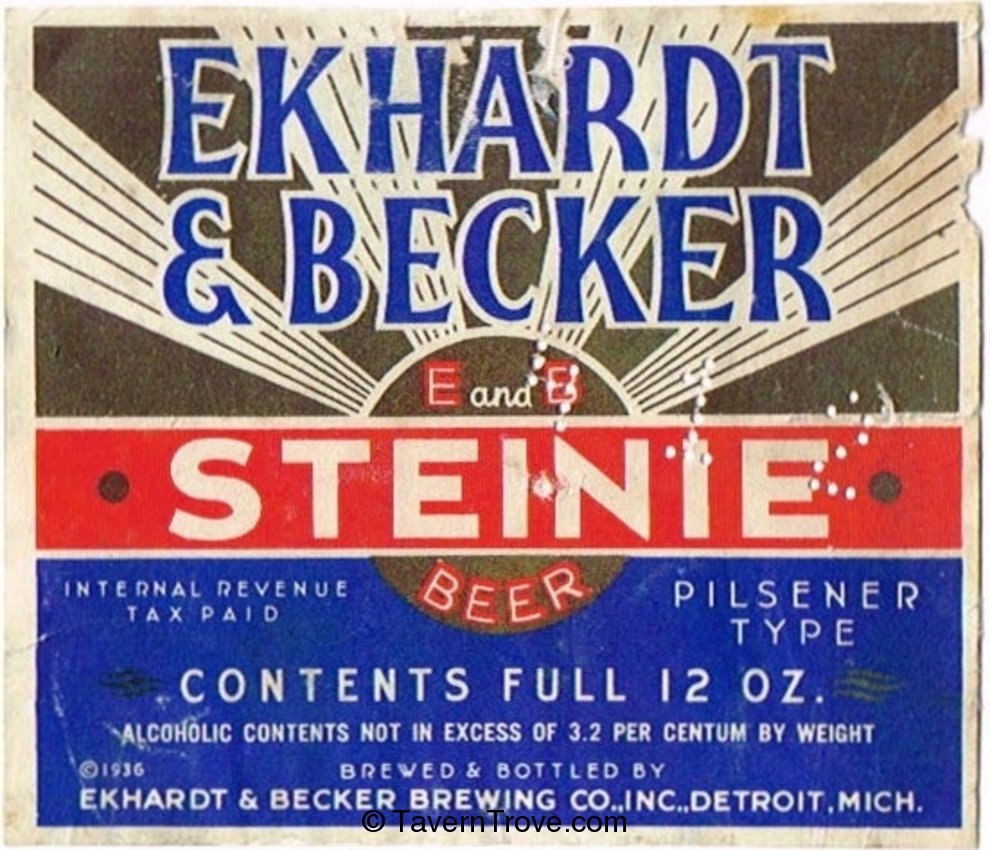 EKHARDT
& BECKER
E and B
STEINIE
BEER
INTERNAL REVENUE
TAX PAID
PILSENER
TYPE
CONTENTS FULL 12 OZ.
ALCOHOLIC CONTENTS NOT IN EXCESS OF 3.2 PER CENTUM BY WEIGHT
©1936
BREWED & BOTTLED BY
EKHARDT & BECKER BREWING CO., INC., DETROIT, MICH.
© TavernTrove.com